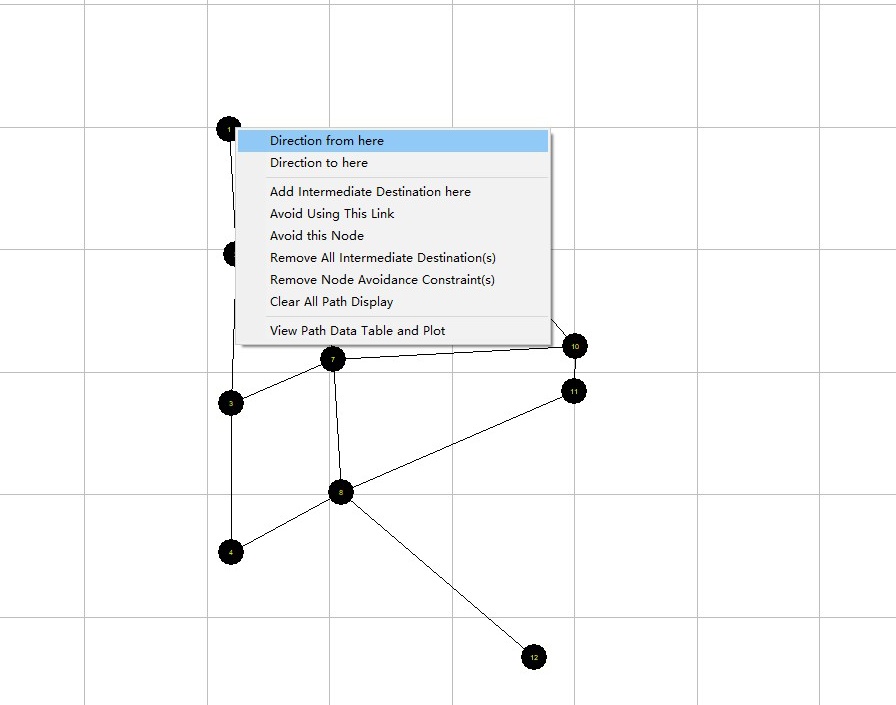 1
Direction from here
Direction to here
Add Intermediate Destination here
Avoid Using This Link
Avoid this Node
Remove All Intermediate Destination(s)
Remove Node Avoidance Constraint(s)
Clear All Path Display
View Path Data Table and Plot
10
7
11
3
8
4
12